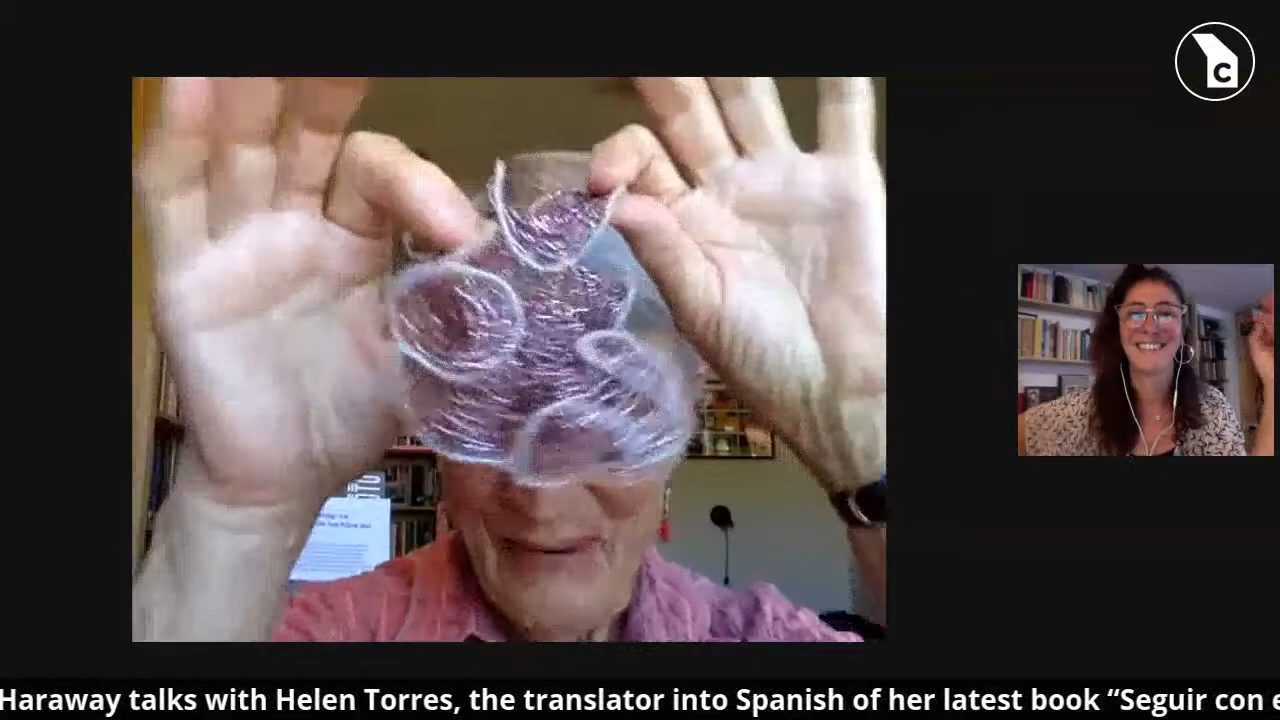 C
Haraway talks with Helen Torres, the translator into Spanish of her latest book “Seguir con e